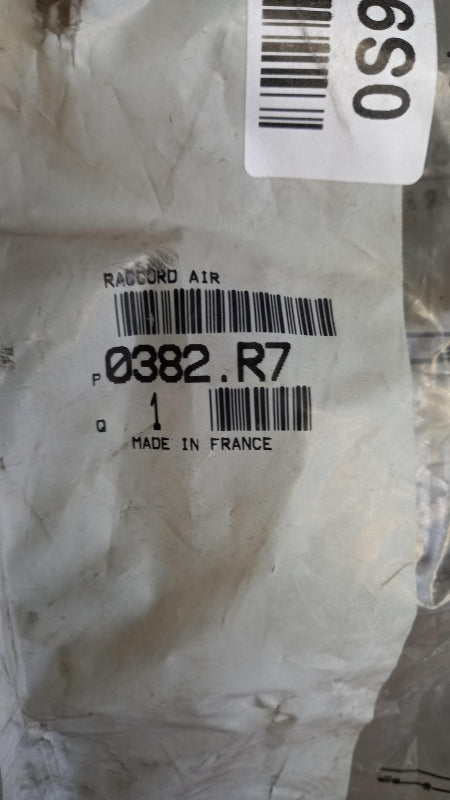 0S9
RACCORD AIR
P 0382.R7
Q 1
MADE IN FRANCE